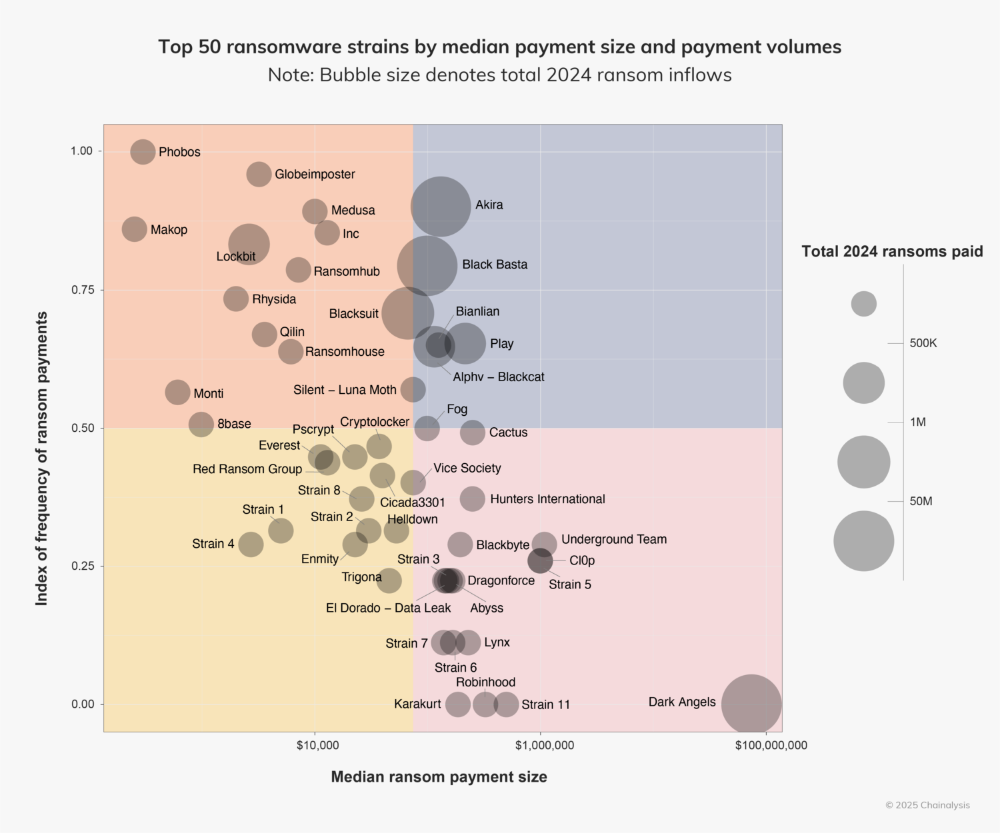 Top 50 ransomware strains by median payment size and payment volumes
Note: Bubble size denotes total 2024 ransom inflows
Index of frequency of ransom payments
1.00
0.75
0.50
0.25
0.00
Phobos
Globeimposter
Akira
Medusa
Makop
Inc
Lockbit
Black Basta
Ransomhub
Rhysida
Blacksuit
Bianlian
Qilin
Play
Ransomhouse
Alphv – Blackcat
Silent – Luna Moth
Monti
Fog
Cryptolocker
8base
Pscrypt
Cactus
Everest
Red Ransom Group
Vice Society
Strain 8
Hunters International
Cicada3301
Strain 1
Strain 2
Helldown
Underground Team
Strain 4
Blackbyte
Enmity
Strain 3
Cl0p
Trigona
Dragonforce
Strain 5
El Dorado – Data Leak
Abyss
Strain 7
Lynx
Strain 6
Robinhood
Karakurt
Strain 11
Dark Angels
$10,000
$1,000,000
$100,000,000
Median ransom payment size
Total 2024 ransoms paid
500K
1M
50M
© 2025 Chainalysis